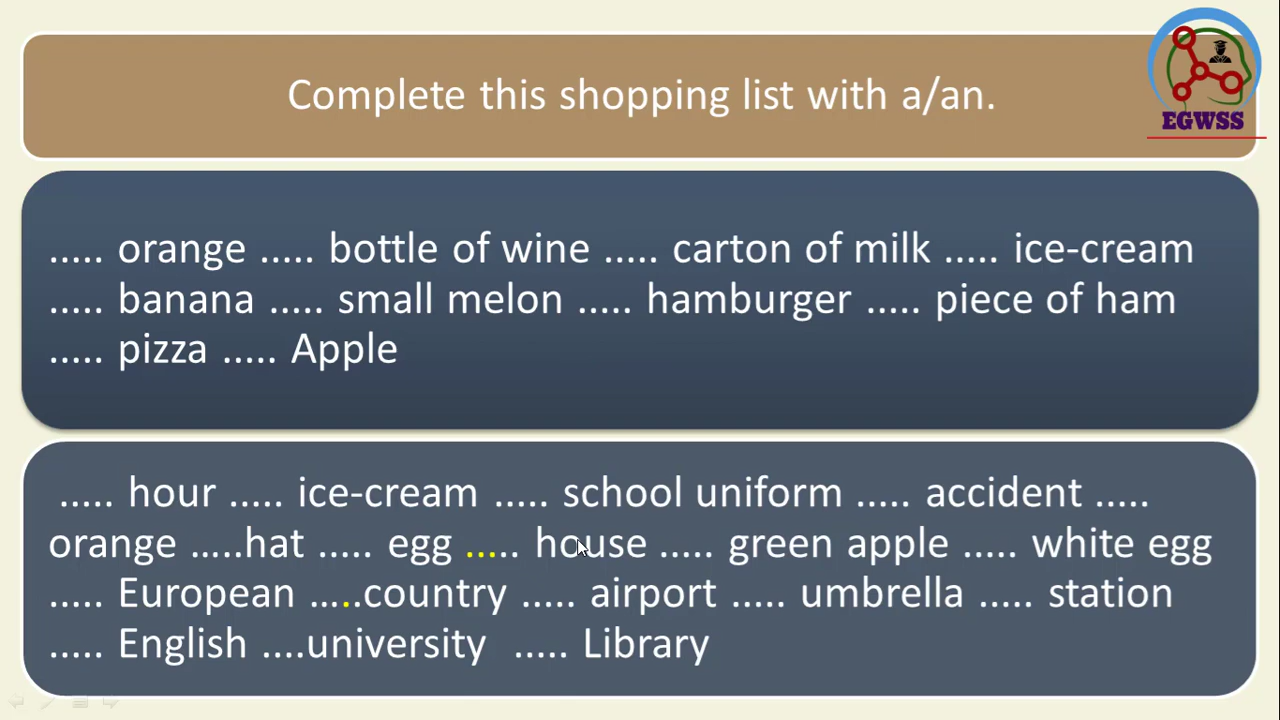 Complete this shopping list with a/an.
EGWSS
..... orange ..... bottle of wine ..... carton of milk ..... ice-cream
..... banana ..... small melon ..... hamburger ..... piece of ham
..... pizza ..... Apple
..... hour ..... ice-cream ..... school uniform ..... accident .....
orange .....hat ..... egg ..... house ..... green apple ..... white egg
..... European .....country ..... airport ..... umbrella ..... station
..... English ....university ..... Library